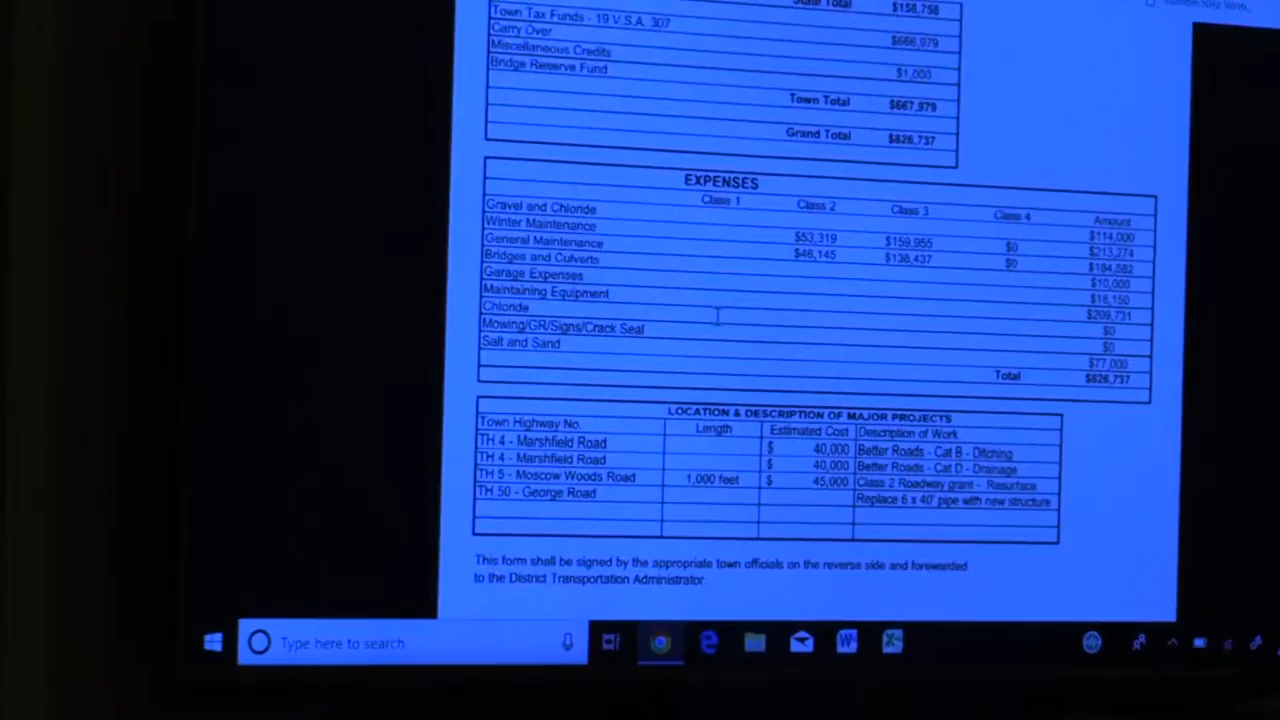 State Total $158,758
Town Tax Funds - 19 V.S.A. 307 $666,979
Carry Over
Miscellaneous Credits $1,000
Bridge Reserve Fund
Town Total $667,979
Grand Total $826,737
EXPENSES
Class 1 Class 2 Class 3 Class 4 Amount
Gravel and Chloride $114,000
Winter Maintenance $53,319 $159,955 $0 $213,274
General Maintenance $46,145 $138,437 $0 $184,582
Bridges and Culverts $10,000
Garage Expenses $18,150
Maintaining Equipment $209,731
Chloride $0
Mowing/GR/Signs/Crack Seal $0
Salt and Sand $77,000
Total $826,737
LOCATION & DESCRIPTION OF MAJOR PROJECTS
Town Highway No. Length Estimated Cost Description of Work
TH 4 - Marshfield Road $ 40,000 Better Roads - Cat B - Ditching
TH 4 - Marshfield Road $ 40,000 Better Roads - Cat D - Drainage
TH 5 - Moscow Woods Road 1,000 feet $ 45,000 Class 2 Roadway grant - Resurface
TH 50 - George Road Replace 6 x 40' pipe with new structure
This form shall be signed by the appropriate town officials on the reverse side and forewarded
to the District Transportation Administrator.
Type here to search